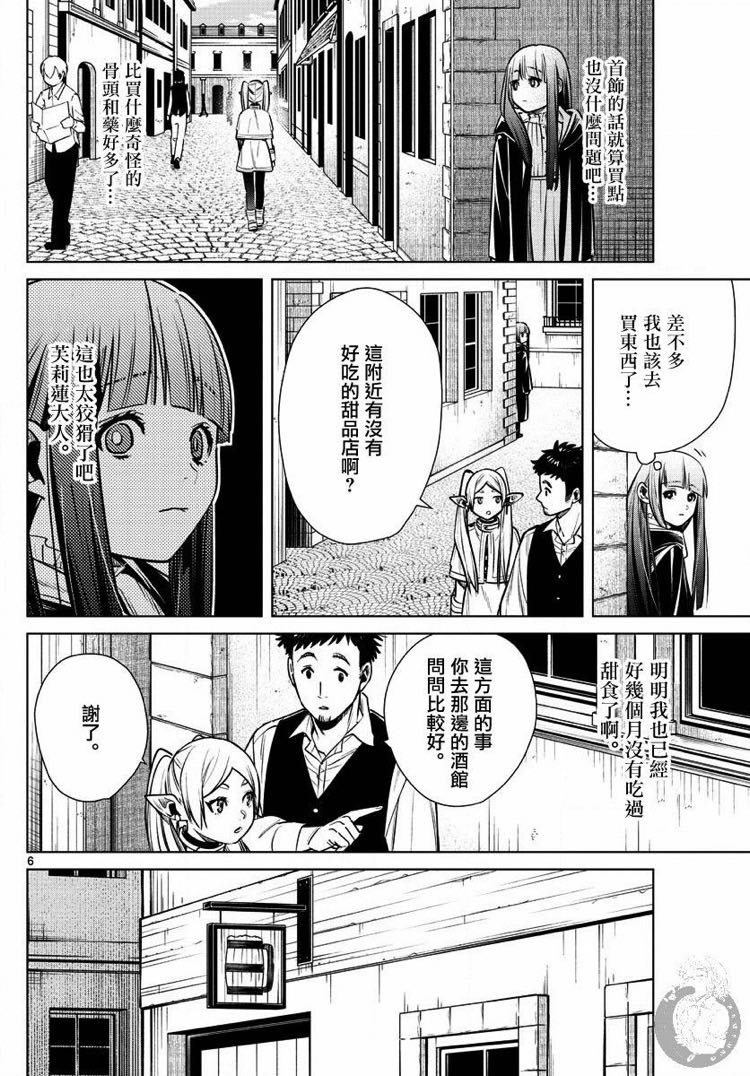 首飾的話就算買點
也沒什麼問題吧…
比買什麼奇怪的
骨頭和藥好多了…
差不多
我也該去
買東西了…
這附近有沒有
好吃的甜品店啊？
這也太狡猾了吧
芙莉蓮大人。
明明我也已經
好幾個月沒有吃過
甜食了啊。
這方面的事
你去那邊的酒館
問問比較好。
謝了。
6